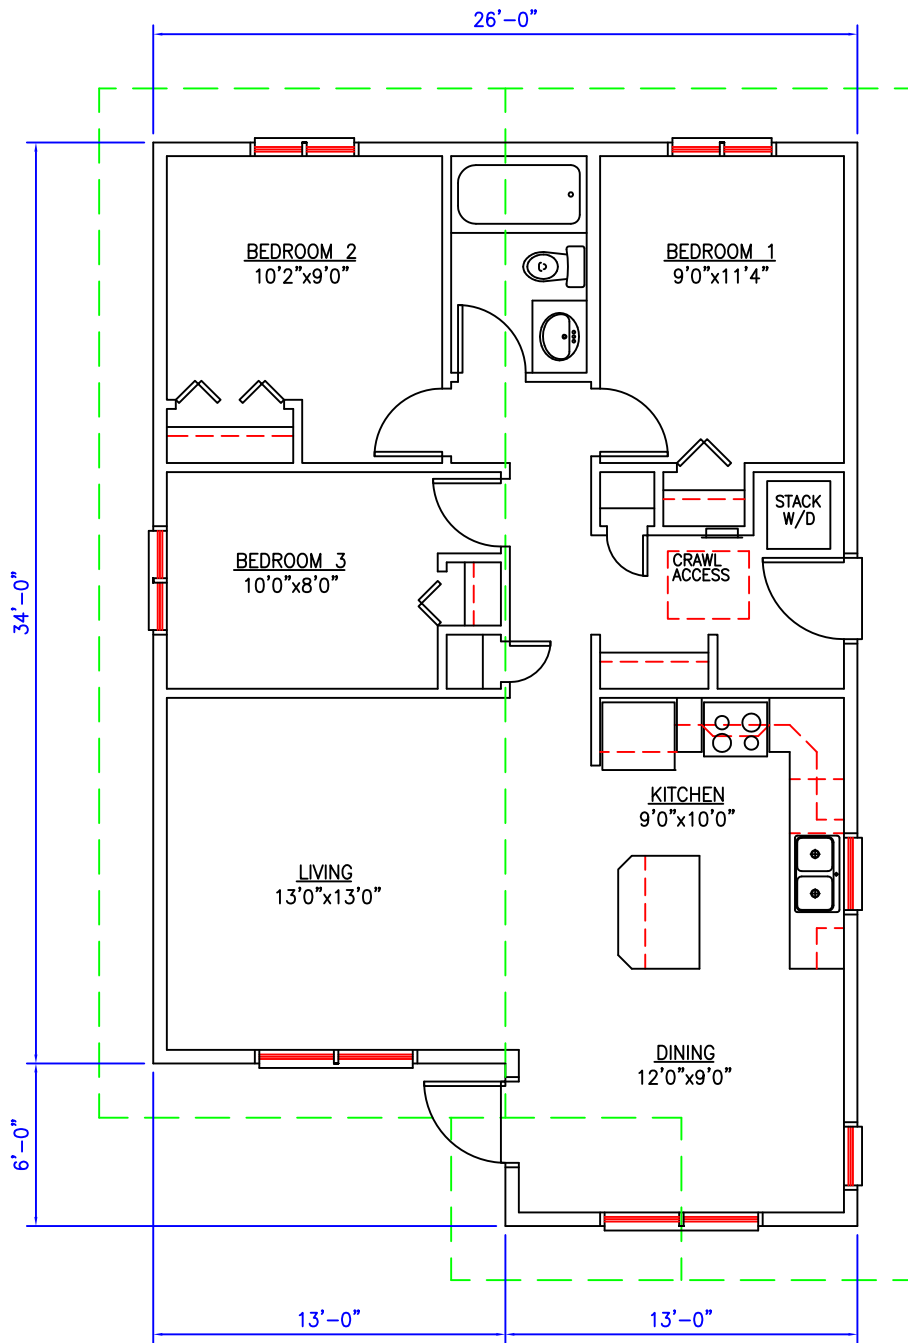 26'-0"
BEDROOM 2
10'2"x9'0"
BEDROOM 1
9'0"x11'4"
STACK
W/D
BEDROOM 3
10'0"x8'0"
CRAWL
ACCESS
34'-0"
KITCHEN
9'0"x10'0"
LIVING
13'0"x13'0"
DINING
12'0"x9'0"
6'-0"
13'-0"
13'-0"